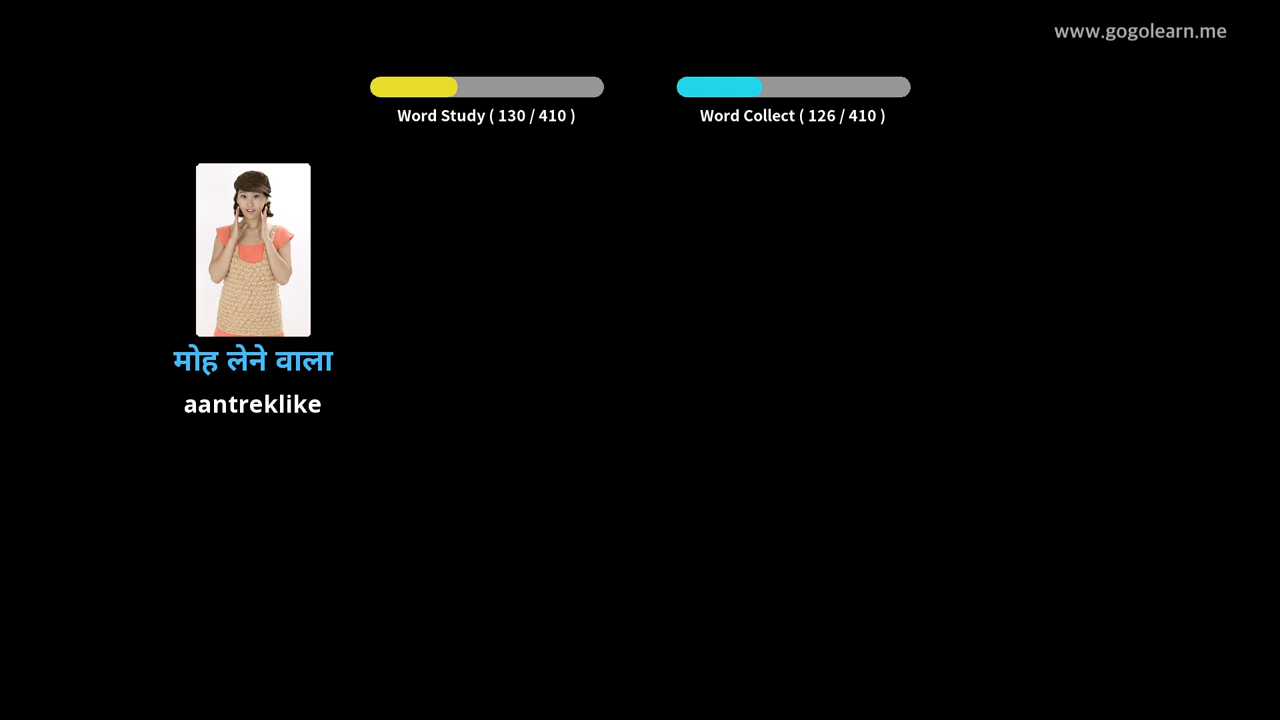 www.gogolearn.me
Word Study ( 130 / 410 )
Word Collect ( 126 / 410 )
मोह लेने वाला
aantreklike